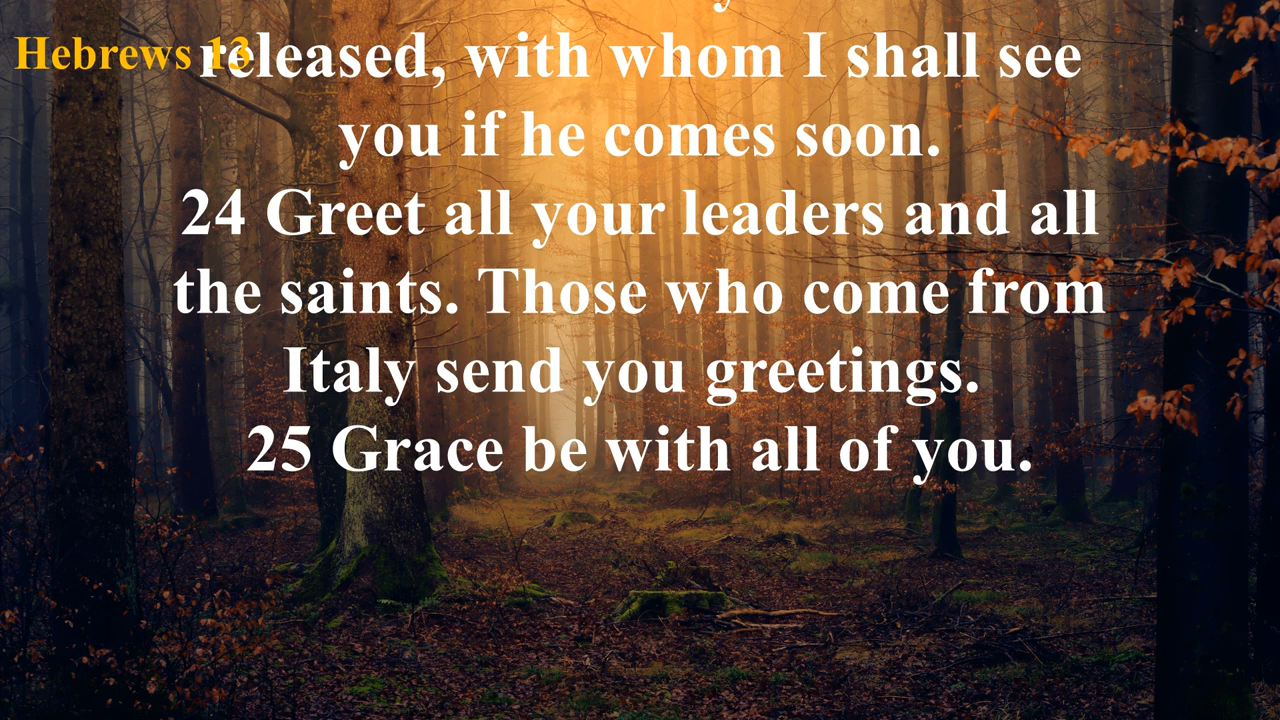 Hebrews 13
released, with whom I shall see
you if he comes soon.
24 Greet all your leaders and all
the saints. Those who come from
Italy send you greetings.
25 Grace be with all of you.